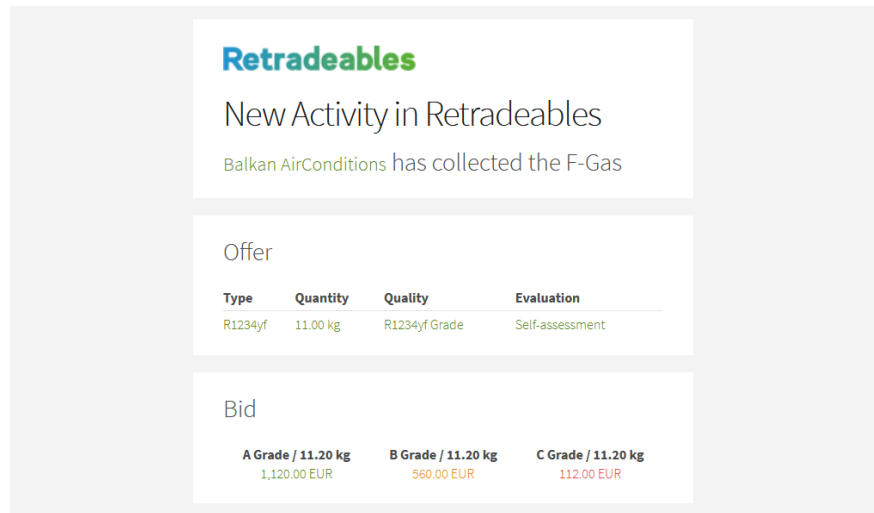 Retradeables
New Activity in Retradeables
Balkan AirConditions has collected the F-Gas
Offer
Type Quantity Quality Evaluation
R1234yf 11.00 kg R1234yf Grade Self-assessment
Bid
A Grade / 11.20 kg B Grade / 11.20 kg C Grade / 11.20 kg
1,120.00 EUR 560.00 EUR 112.00 EUR